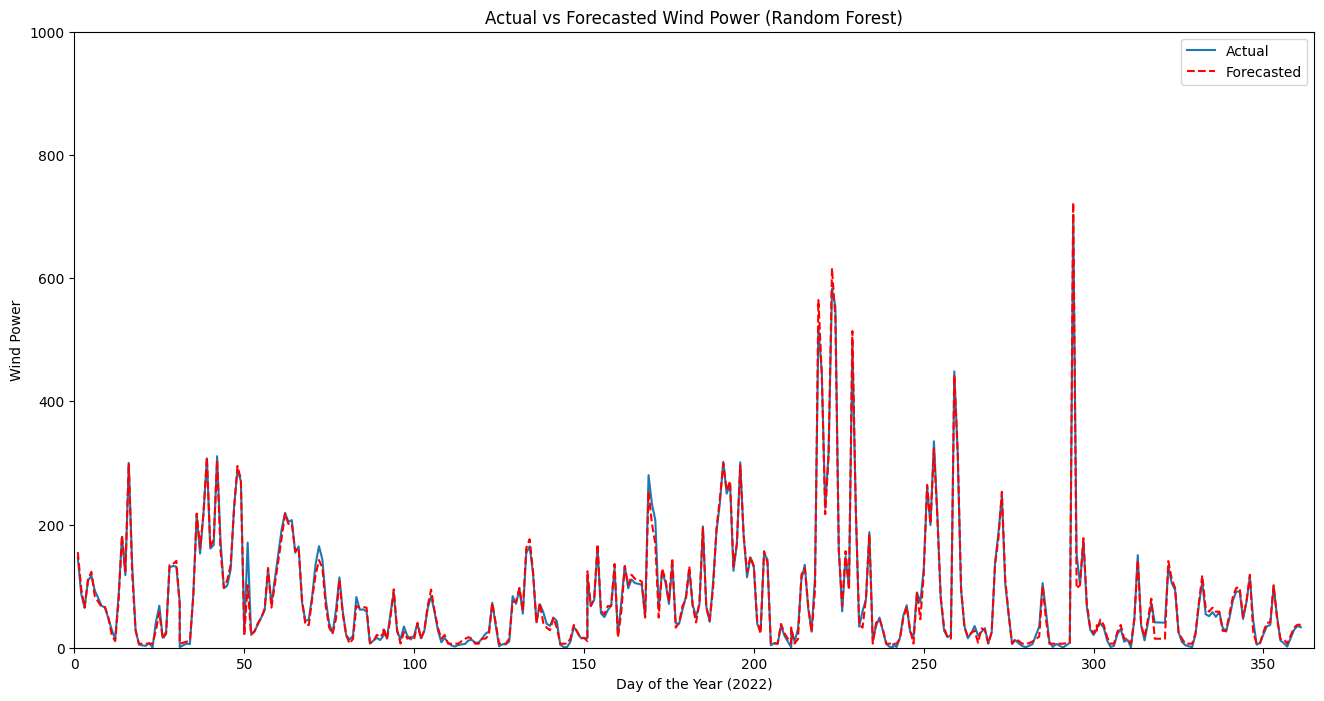 Actual vs Forecasted Wind Power (Random Forest)
1000
Actual
Forecasted
800
600
Wind Power
400
200
0
0 50 100 150 200 250 300 350
Day of the Year (2022)